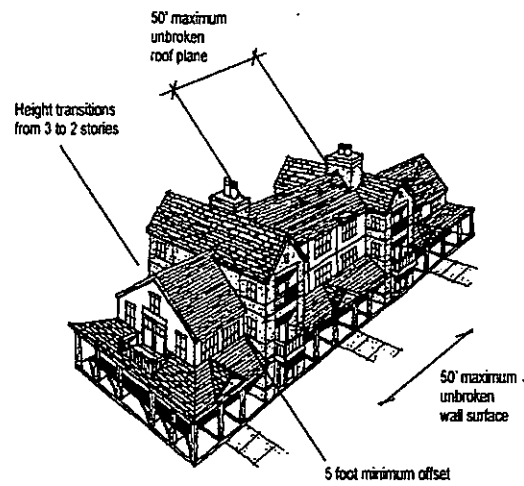 50' maximum
unbroken
roof plane
Height transitions
from 3 to 2 stories
50' maximum
unbroken
wall surface
5 foot minimum offset